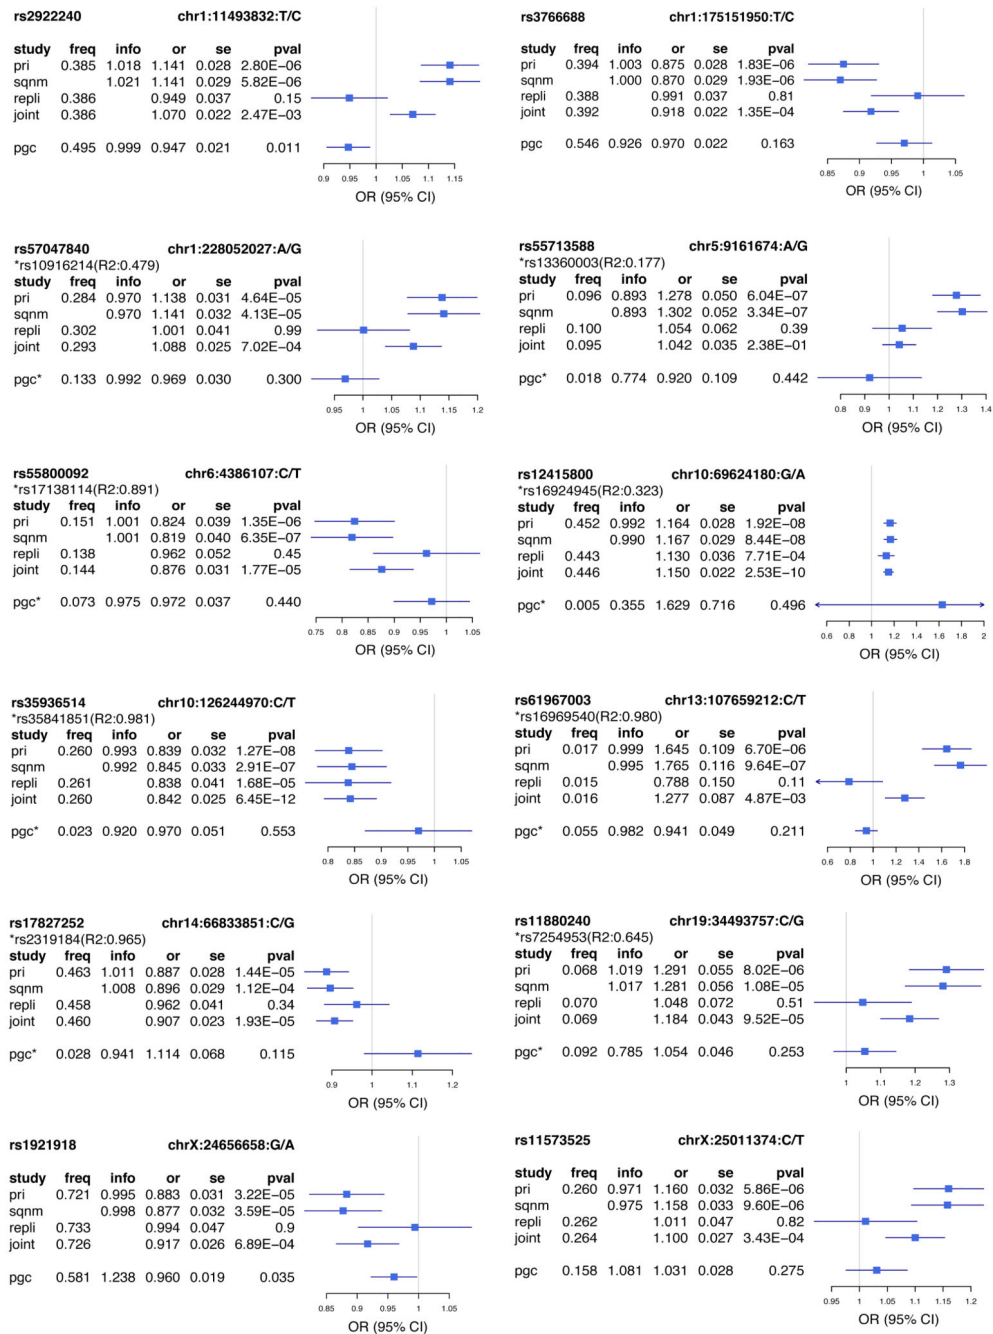 rs2922240 chr1:11493832:T/C
study freq info or se pval
pri 0.385 1.018 1.141 0.028 2.80E−06
sqnm 1.021 1.141 0.029 5.82E−06
repli 0.386 0.949 0.037 0.15
joint 0.386 1.070 0.022 2.47E−03
pgc 0.495 0.999 0.947 0.021 0.011
0.9 0.95 1 1.05 1.1 1.15
OR (95% CI)
rs3766688 chr1:175151950:T/C
study freq info or se pval
pri 0.394 1.003 0.875 0.028 1.83E−06
sqnm 1.000 0.870 0.029 1.93E−06
repli 0.388 0.991 0.037 0.81
joint 0.392 0.918 0.022 1.35E−04
pgc 0.546 0.926 0.970 0.022 0.163
0.85 0.9 0.95 1 1.05
OR (95% CI)
rs57047840 chr1:228052027:A/G
*rs10916214(R2:0.479)
study freq info or se pval
pri 0.284 0.970 1.138 0.031 4.64E−05
sqnm 0.970 1.141 0.032 4.13E−05
repli 0.302 1.001 0.041 0.99
joint 0.293 1.088 0.025 7.02E−04
pgc* 0.133 0.992 0.969 0.030 0.300
0.95 1 1.05 1.1 1.15 1.2
OR (95% CI)
rs55713588 chr5:9161674:A/G
*rs13360003(R2:0.177)
study freq info or se pval
pri 0.096 0.893 1.278 0.050 6.04E−07
sqnm 0.893 1.302 0.052 3.34E−07
repli 0.100 1.054 0.062 0.39
joint 0.095 1.042 0.035 2.38E−01
pgc* 0.018 0.774 0.920 0.109 0.442
0.8 0.9 1 1.1 1.2 1.3 1.4
OR (95% CI)
rs55800092 chr6:4386107:C/T
*rs17138114(R2:0.891)
study freq info or se pval
pri 0.151 1.001 0.824 0.039 1.35E−06
sqnm 1.001 0.819 0.040 6.35E−07
repli 0.138 0.962 0.052 0.45
joint 0.144 0.876 0.031 1.77E−05
pgc* 0.073 0.975 0.972 0.037 0.440
0.75 0.8 0.85 0.9 0.95 1 1.05
OR (95% CI)
rs12415800 chr10:69624180:G/A
*rs16924945(R2:0.323)
study freq info or se pval
pri 0.452 0.992 1.164 0.028 1.92E−08
sqnm 0.990 1.167 0.029 8.44E−08
repli 0.443 1.130 0.036 7.71E−04
joint 0.446 1.150 0.022 2.53E−10
pgc* 0.005 0.355 1.629 0.716 0.496
0.6 0.8 1 1.2 1.4 1.6 1.8 2
OR (95% CI)
rs35936514 chr10:126244970:C/T
*rs35841851(R2:0.981)
study freq info or se pval
pri 0.260 0.993 0.839 0.032 1.27E−08
sqnm 0.992 0.845 0.033 2.91E−07
repli 0.261 0.838 0.041 1.68E−05
joint 0.260 0.842 0.025 6.45E−12
pgc* 0.023 0.920 0.970 0.051 0.553
0.8 0.85 0.9 0.95 1 1.05
OR (95% CI)
rs61967003 chr13:107659212:C/T
*rs16969540(R2:0.980)
study freq info or se pval
pri 0.017 0.999 1.645 0.109 6.70E−06
sqnm 0.995 1.765 0.116 9.64E−07
repli 0.015 0.788 0.150 0.11
joint 0.016 1.277 0.087 4.87E−03
pgc* 0.055 0.982 0.941 0.049 0.211
0.6 0.8 1 1.2 1.4 1.6 1.8
OR (95% CI)
rs17827252 chr14:66833851:C/G
*rs2319184(R2:0.965)
study freq info or se pval
pri 0.463 1.011 0.887 0.028 1.44E−05
sqnm 1.008 0.896 0.029 1.12E−04
repli 0.458 0.962 0.041 0.34
joint 0.460 0.907 0.023 1.93E−05
pgc* 0.028 0.941 1.114 0.068 0.115
0.9 1 1.1 1.2
OR (95% CI)
rs11880240 chr19:34493757:C/G
*rs7254953(R2:0.645)
study freq info or se pval
pri 0.068 1.019 1.291 0.055 8.02E−06
sqnm 1.017 1.281 0.056 1.08E−05
repli 0.070 1.048 0.072 0.51
joint 0.069 1.184 0.043 9.52E−05
pgc* 0.092 0.785 1.054 0.046 0.253
1 1.1 1.2 1.3
OR (95% CI)
rs1921918 chrX:24656658:G/A
study freq info or se pval
pri 0.721 0.995 0.883 0.031 3.22E−05
sqnm 0.998 0.877 0.032 3.59E−05
repli 0.733 0.994 0.047 0.9
joint 0.726 0.917 0.026 6.89E−04
pgc 0.581 1.238 0.960 0.019 0.035
0.85 0.9 0.95 1 1.05
OR (95% CI)
rs11573525 chrX:25011374:C/T
study freq info or se pval
pri 0.260 0.971 1.160 0.032 5.86E−06
sqnm 0.975 1.158 0.033 9.60E−06
repli 0.262 1.011 0.047 0.82
joint 0.264 1.100 0.027 3.43E−04
pgc 0.158 1.081 1.031 0.028 0.275
0.95 1 1.05 1.1 1.15 1.2
OR (95% CI)